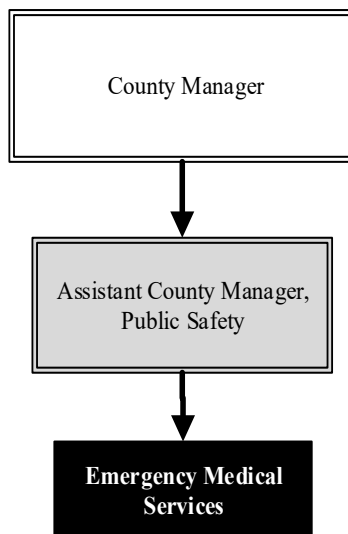 County Manager
Assistant County Manager,
Public Safety
Emergency Medical
Services